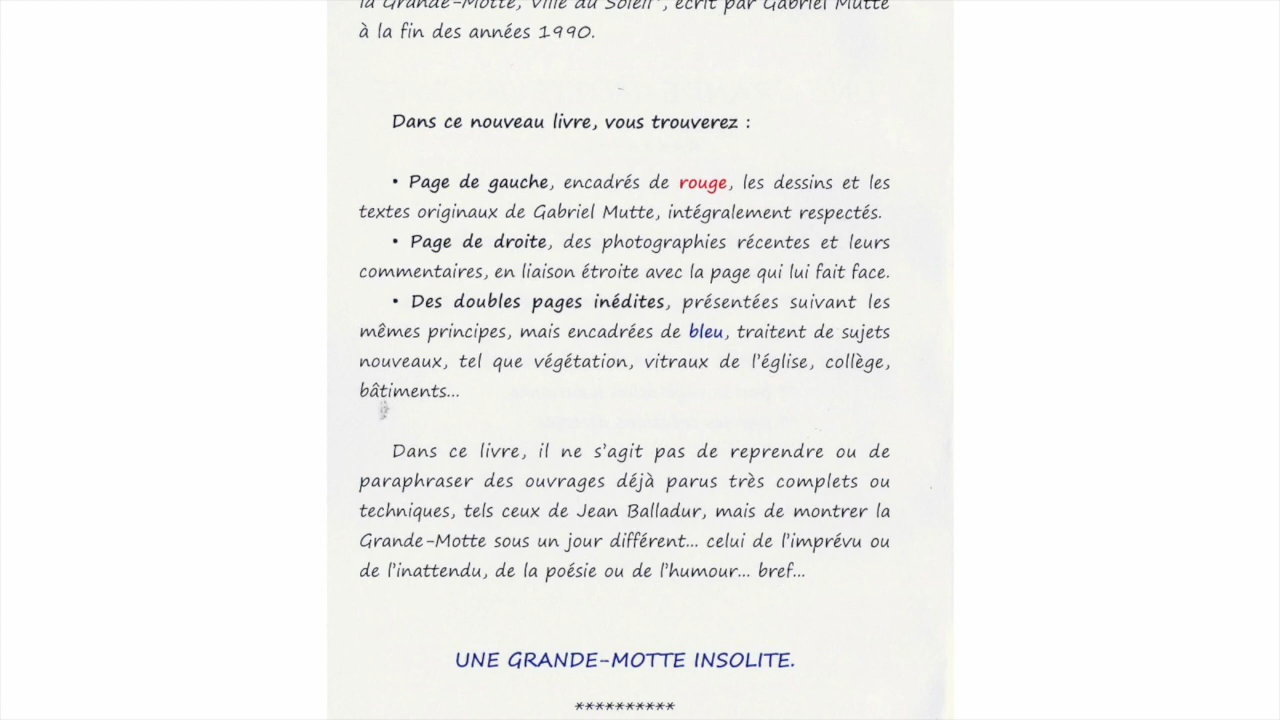 la Grande-Motte, Ville du Soleil", écrit par Gabriel Mutte
à la fin des années 1990.
Dans ce nouveau livre, vous trouverez :
• Page de gauche, encadrés de rouge, les dessins et les
textes originaux de Gabriel Mutte, intégralement respectés.
• Page de droite, des photographies récentes et leurs
commentaires, en liaison étroite avec la page qui lui fait face.
• Des doubles pages inédites, présentées suivant les
mêmes principes, mais encadrées de bleu, traitent de sujets
nouveaux, tel que végétation, vitraux de l'église, collège,
bâtiments...
Dans ce livre, il ne s'agit pas de reprendre ou de
paraphraser des ouvrages déjà parus très complets ou
techniques, tels ceux de Jean Balladur, mais de montrer la
Grande-Motte sous un jour différent... celui de l'imprévu ou
de l'inattendu, de la poésie ou de l'humour... bref...
UNE GRANDE-MOTTE INSOLITE.
**********